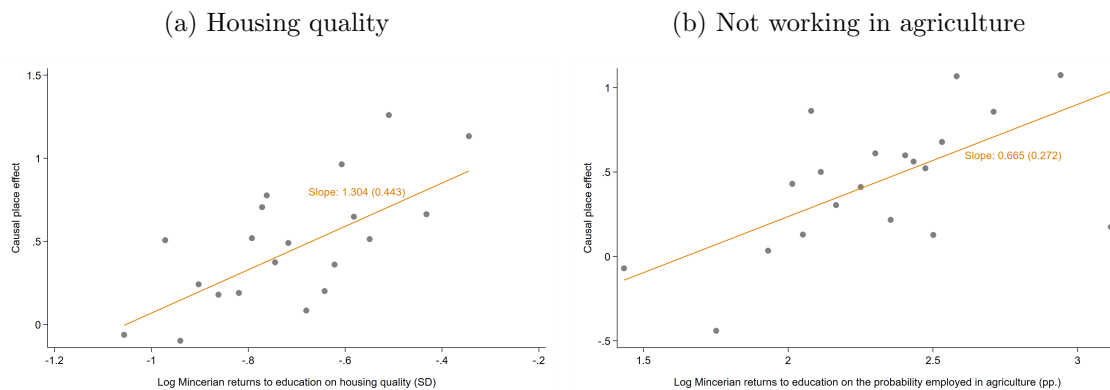 (a) Housing quality
1.5
1
.5
0
Causal place effect
Slope: 1.304 (0.443)
-1.2
-1
-.8
-.6
-.4
-.2
Log Mincerian returns to education on housing quality (SD)
(b) Not working in agriculture
1
.5
0
-.5
Causal place effect
Slope: 0.665 (0.272)
1.5
2
2.5
3
Log Mincerian returns to education on the probability employed in agriculture (pp.)